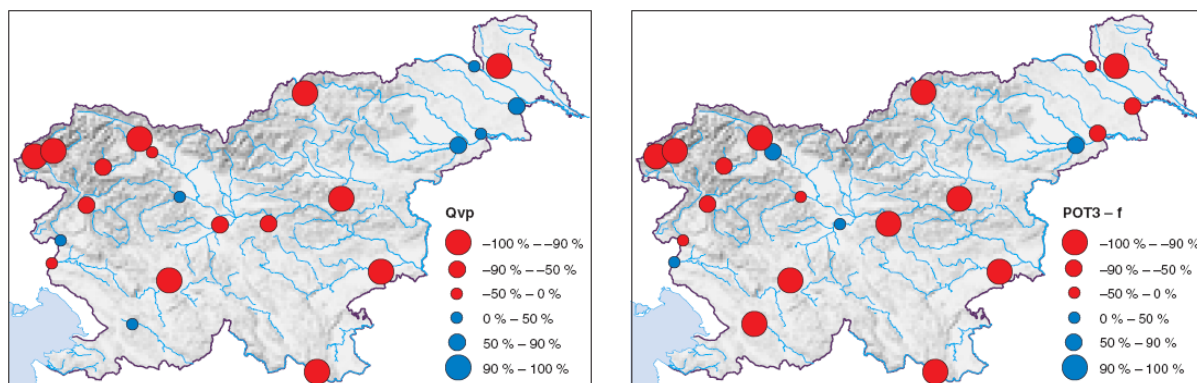 Qvp
–100 % – –90 %
–90 % – –50 %
–50 % – 0 %
0 % – 50 %
50 % – 90 %
90 % – 100 %
POT3 – f
–100 % – –90 %
–90 % – –50 %
–50 % – 0 %
0 % – 50 %
50 % – 90 %
90 % – 100 %